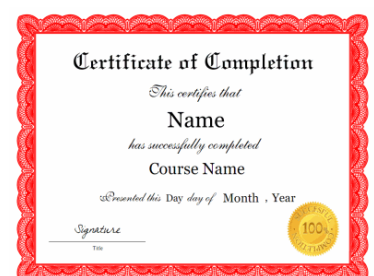 Certificate of Completion
This certifies that
Name
has successfully completed
Course Name
Presented this Day day of Month , Year
Signature
Title
100%